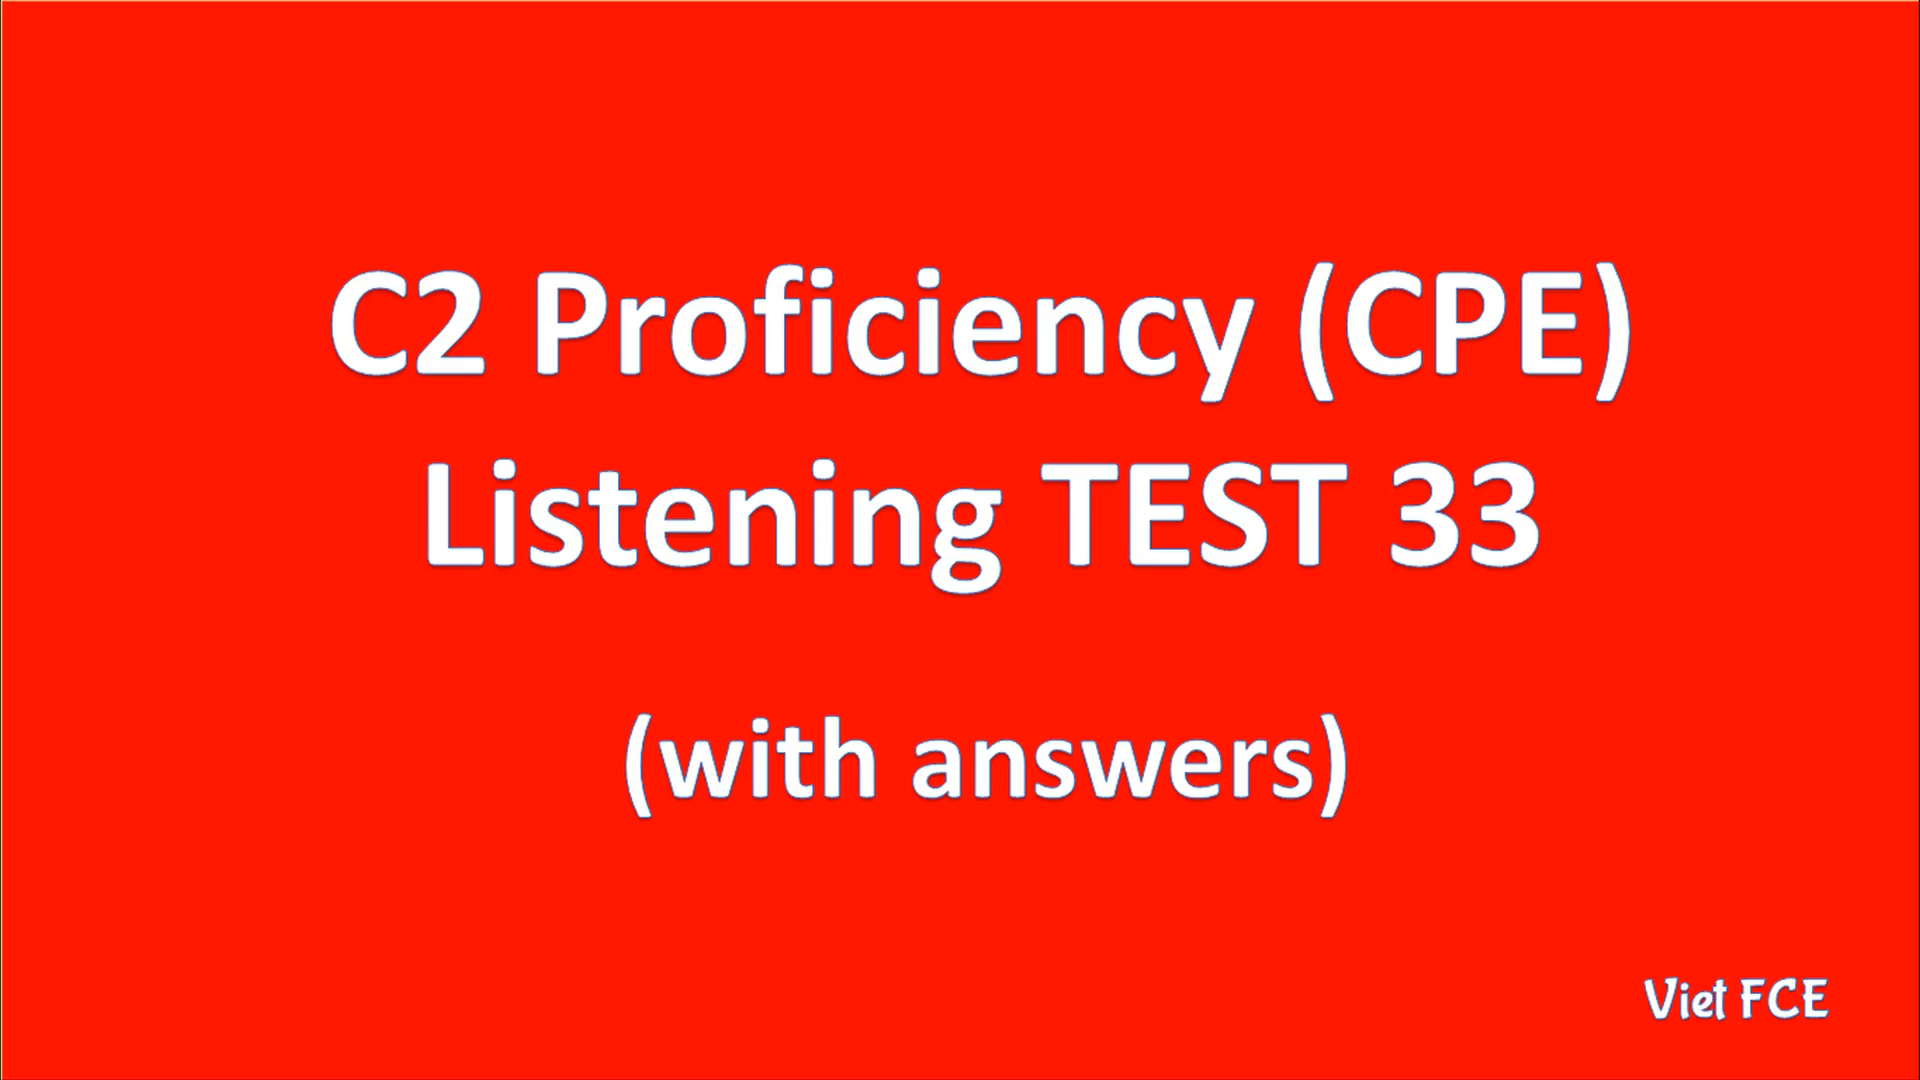 C2 Proficiency (CPE)
Listening TEST 33
(with answers)
Viet FCE